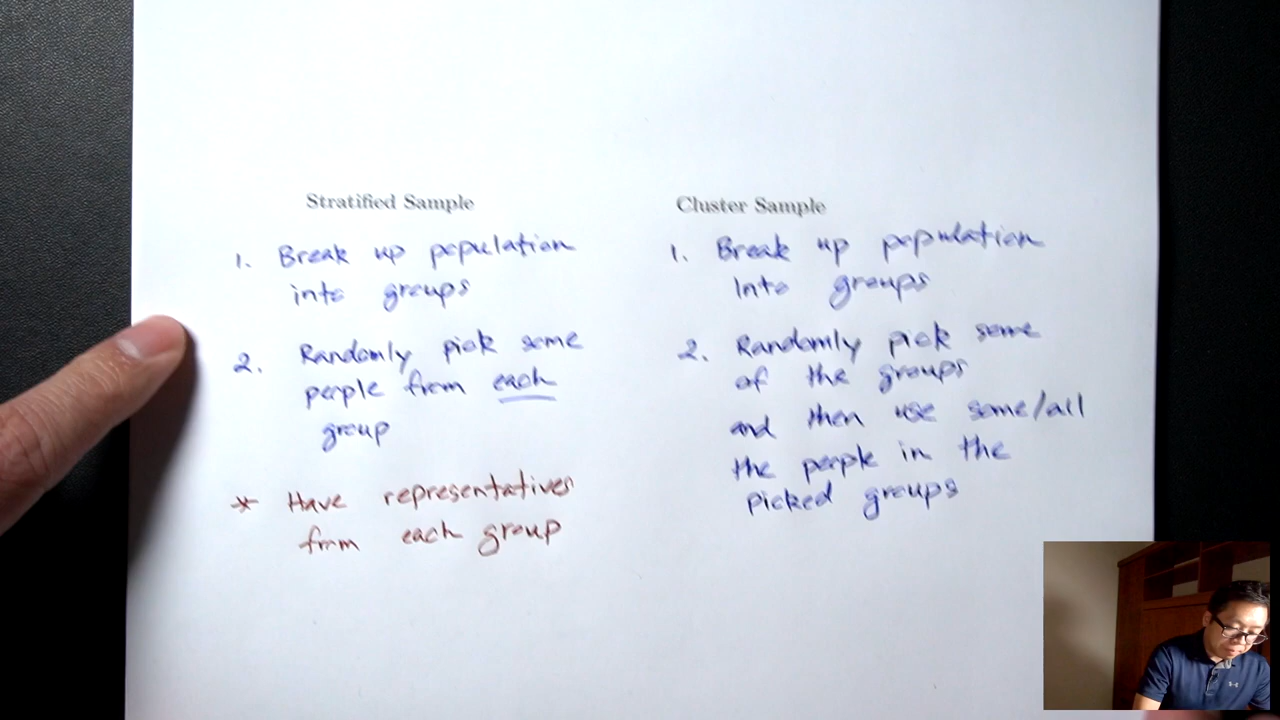 Stratified Sample
1. Break up population
into groups
2. Randomly pick some
people from each
group
* Have representatives
from each group
Cluster Sample
1. Break up population
Into groups
2. Randomly pick some
of the groups
and then use some/all
the people in the
picked groups